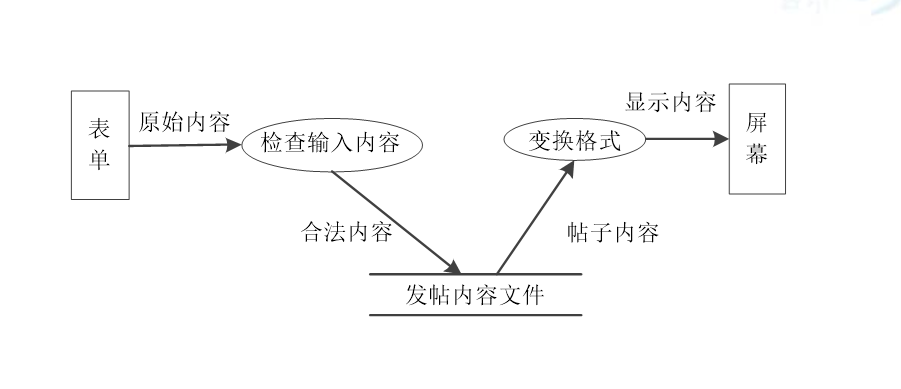 表单
原始内容
检查输入内容
合法内容
发帖内容文件
帖子内容
变换格式
显示内容
屏幕